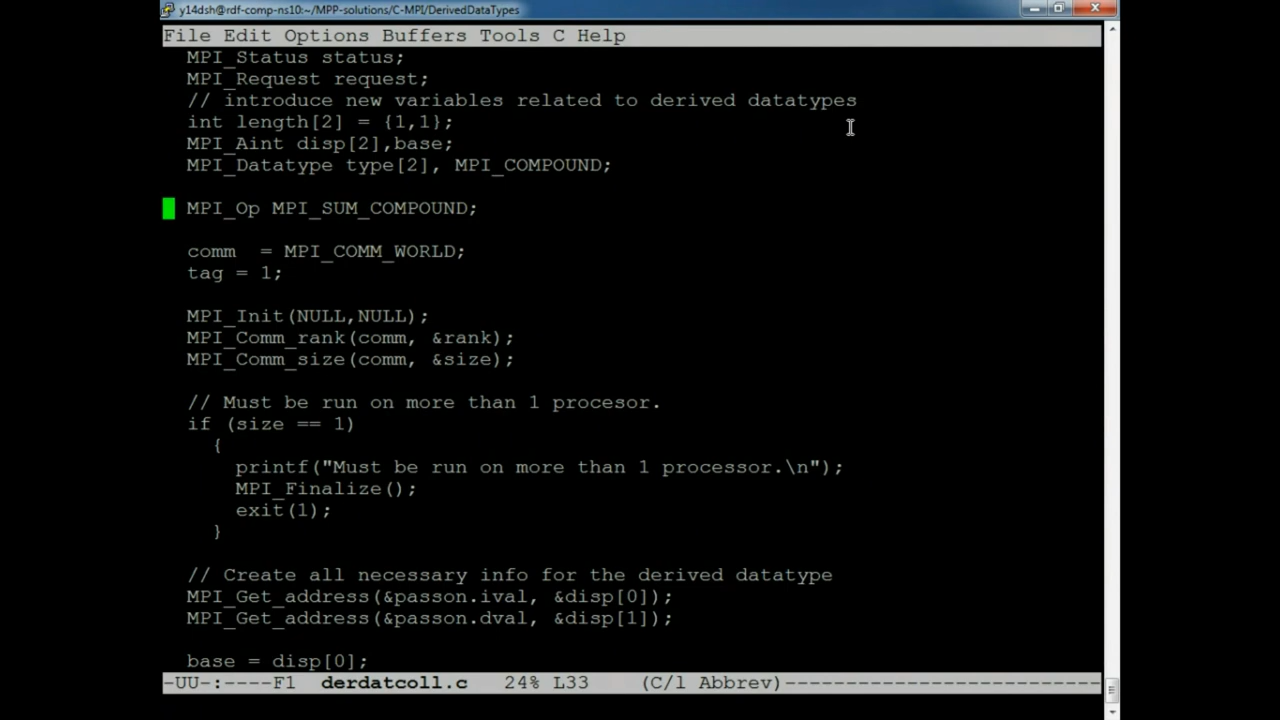 y14dsh@rdf-comp-ns10:~/MPP-solutions/C-MPI/DerivedDataTypes
File Edit Options Buffers Tools C Help
MPI_Status status;
MPI_Request request;
// introduce new variables related to derived datatypes
int length[2] = {1,1};
MPI_Aint disp[2],base;
MPI_Datatype type[2], MPI_COMPOUND;
MPI_Op MPI_SUM_COMPOUND;
comm  = MPI_COMM_WORLD;
tag = 1;
MPI_Init(NULL,NULL);
MPI_Comm_rank(comm, &rank);
MPI_Comm_size(comm, &size);
// Must be run on more than 1 procesor.
if (size == 1)
{
printf("Must be run on more than 1 processor.\n");
MPI_Finalize();
exit(1);
}
// Create all necessary info for the derived datatype
MPI_Get_address(&passon.ival, &disp[0]);
MPI_Get_address(&passon.dval, &disp[1]);
base = disp[0];
-UU-:----F1  derdatcoll.c   24% L33    (C/l Abbrev)--------------------------